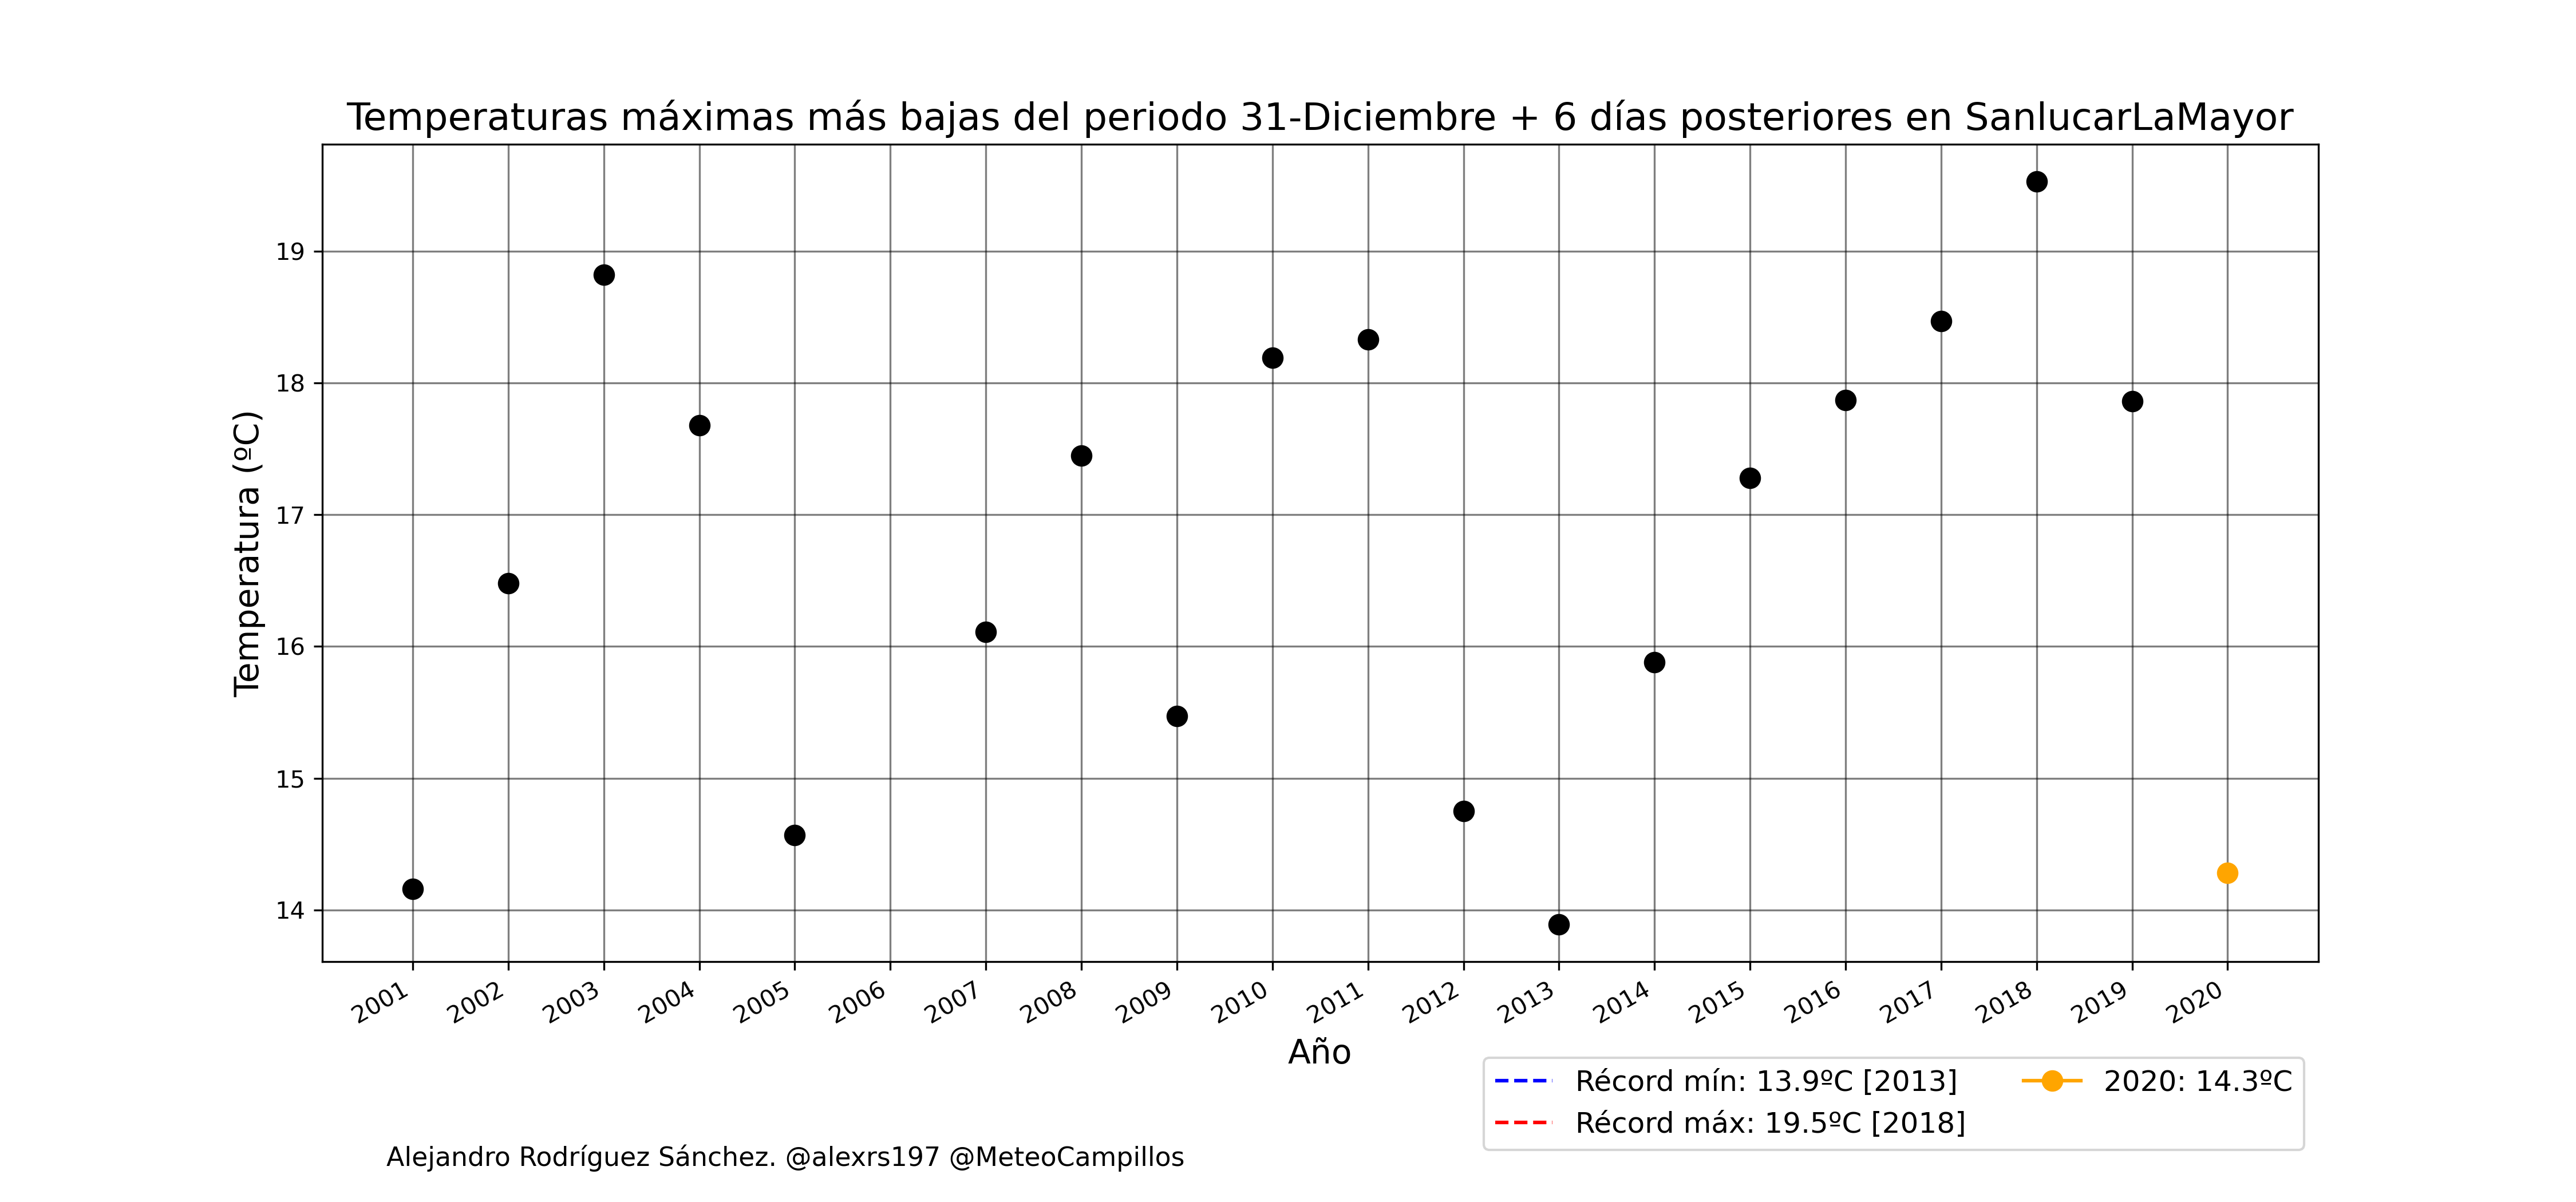 Temperaturas máximas más bajas del periodo 31-Diciembre + 6 días posteriores en SanlucarLaMayor
Temperatura (ºC)
19
18
17
16
15
14
2001 2002 2003 2004 2005 2006 2007 2008 2009 2010 2011 2012 2013 2014 2015 2016 2017 2018 2019 2020
Año
Récord mín: 13.9ºC [2013]
Récord máx: 19.5ºC [2018]
2020: 14.3ºC
Alejandro Rodríguez Sánchez. @alexrs197 @MeteoCampillos